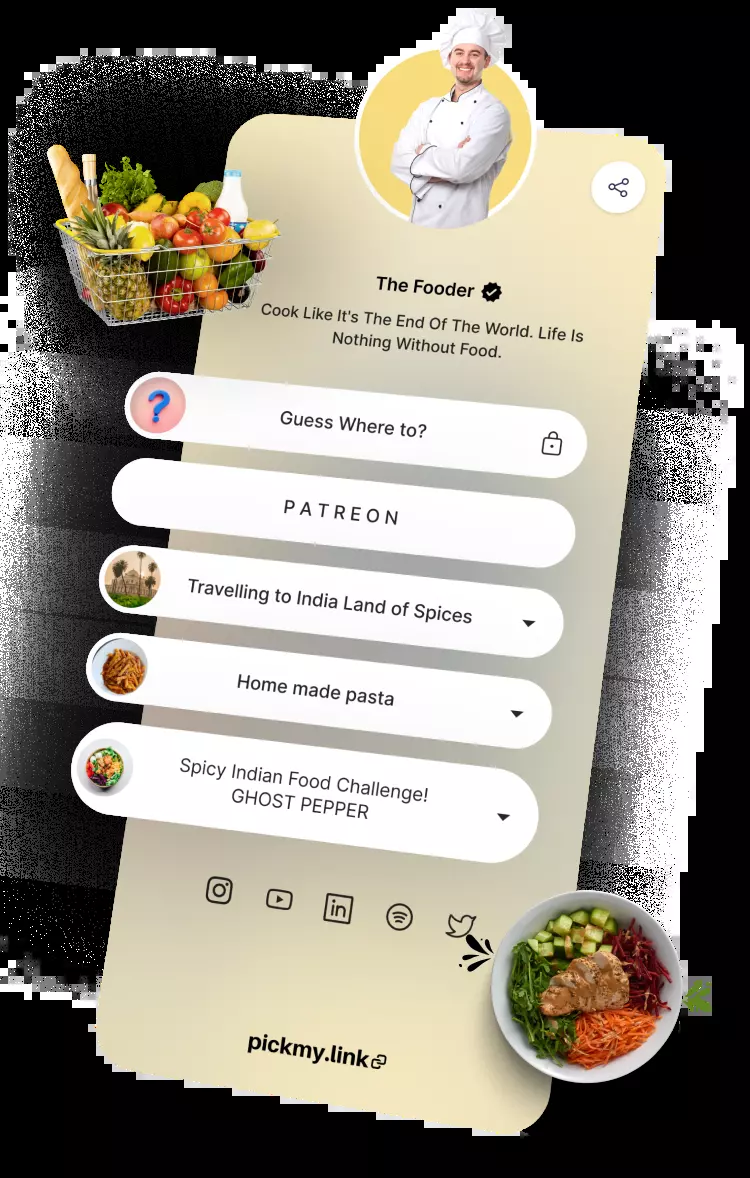 The Fooder
Cook Like It's The End Of The World. Life Is
Nothing Without Food.
?
Guess Where to?
PATREON
Travelling to India Land of Spices
Home made pasta
Spicy Indian Food Challenge!
GHOST PEPPER
in
pickmy.link